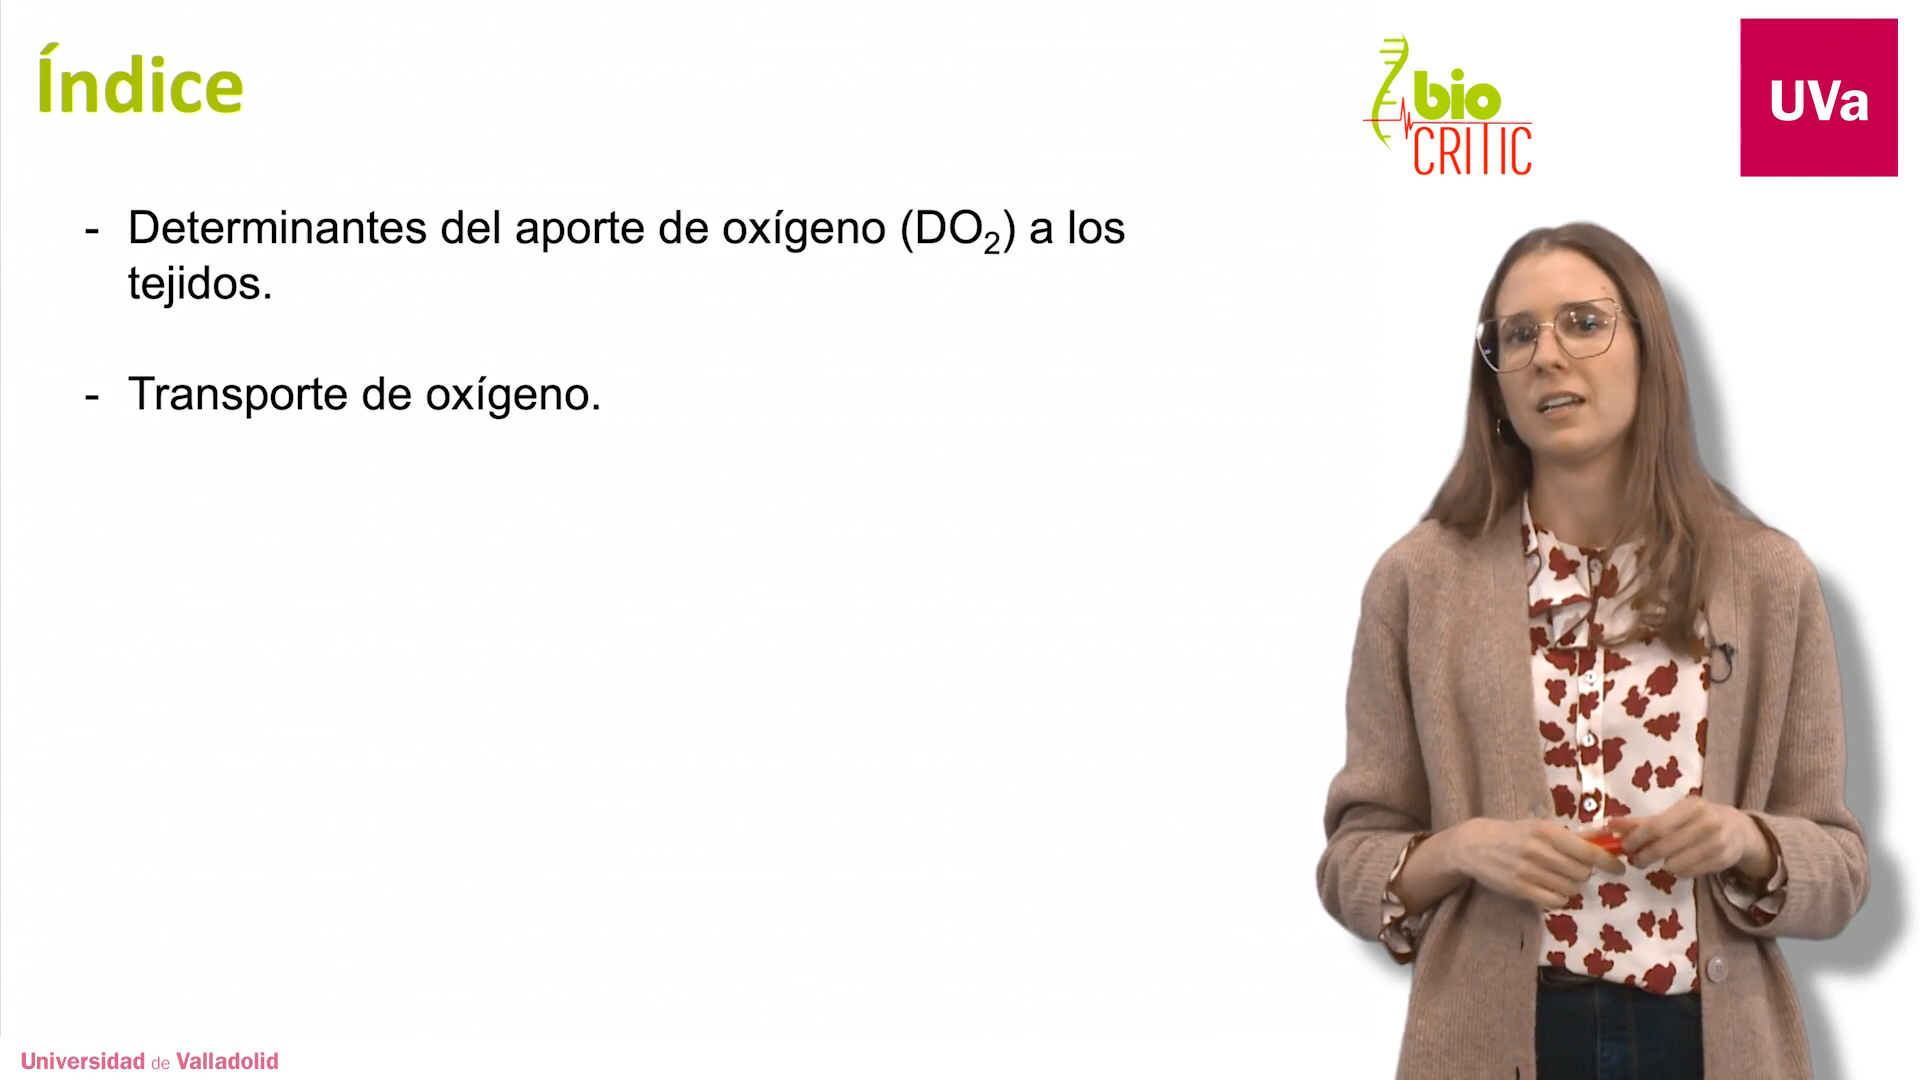 Índice
bio
CRITIC
UVa
- Determinantes del aporte de oxígeno (DO₂) a los
tejidos.
- Transporte de oxígeno.
Universidad de Valladolid